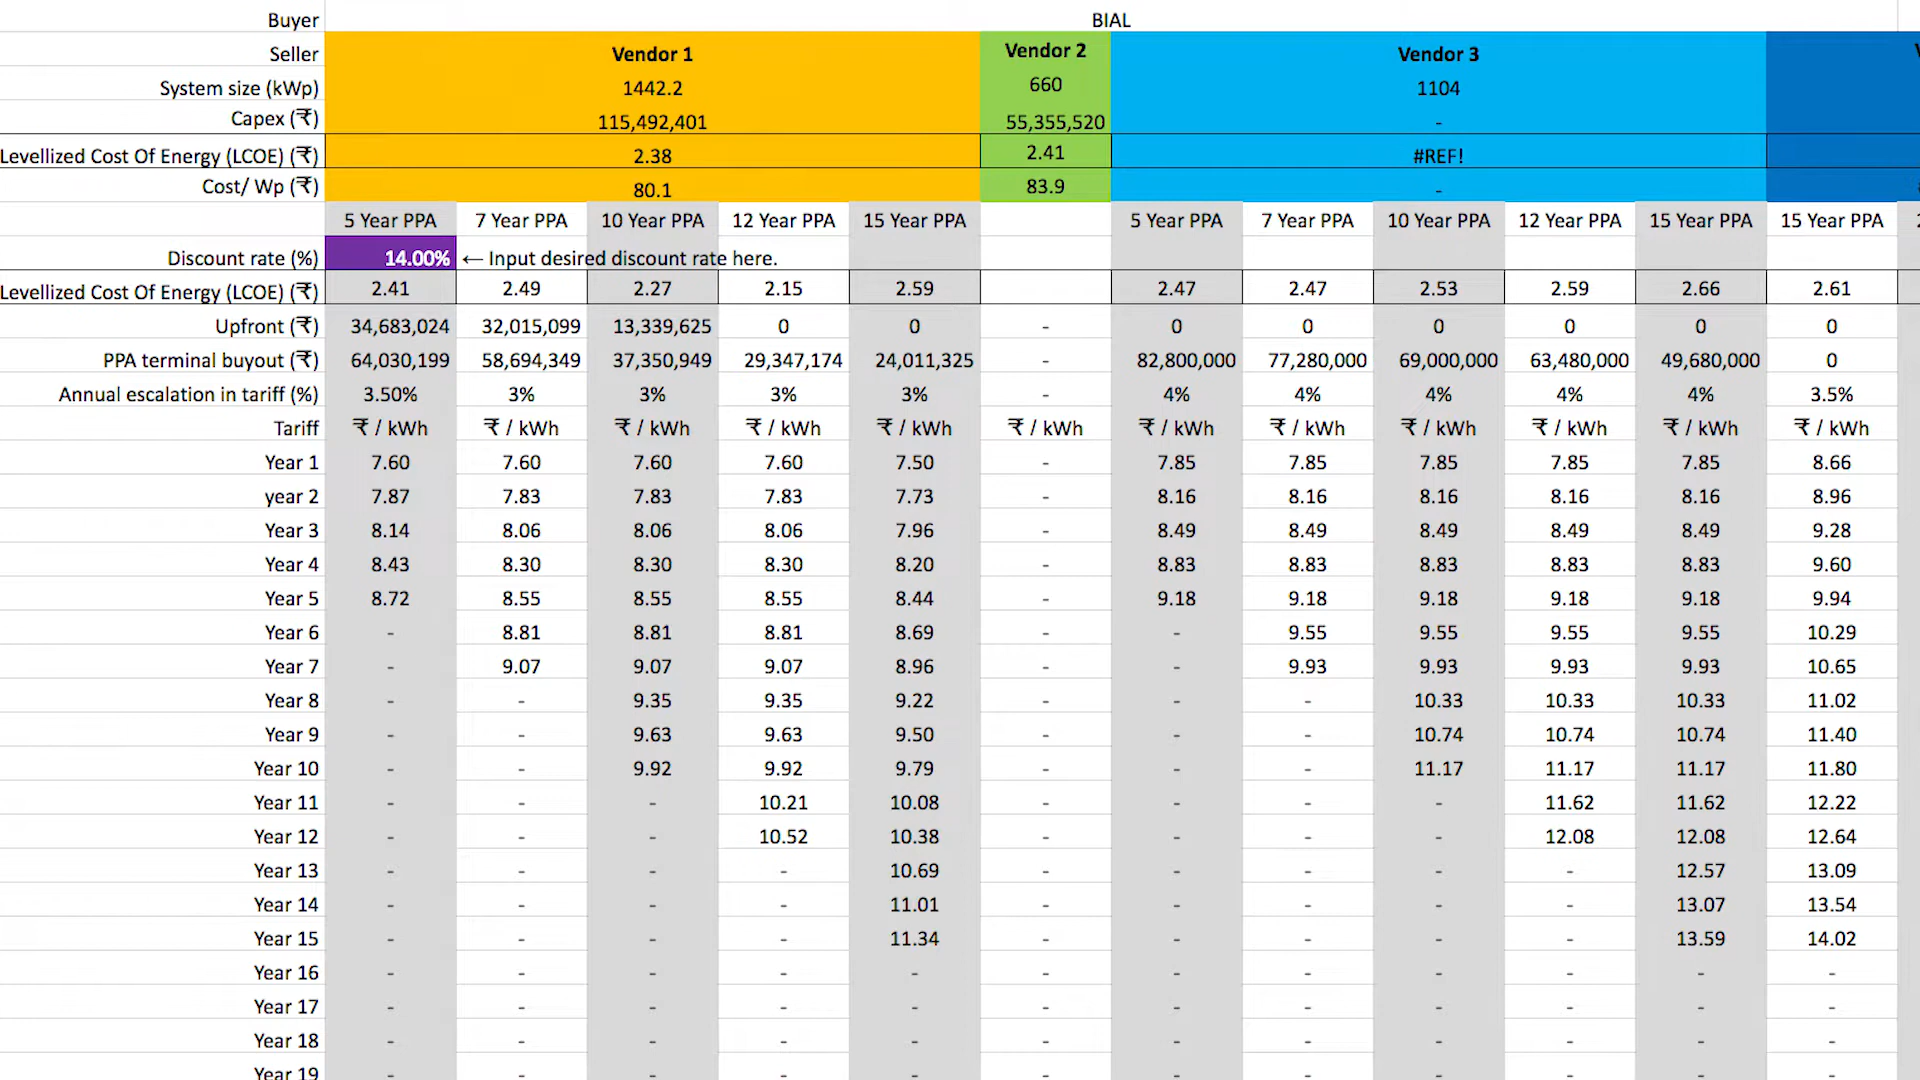 Buyer BIAL
Seller Vendor 1 Vendor 2 Vendor 3
System size (kWp) 1442.2 660 1104
Capex (₹) 115,492,401 55,355,520 -
Levellized Cost Of Energy (LCOE) (₹) 2.38 2.41 #REF!
Cost/ Wp (₹) 80.1 83.9 -
5 Year PPA 7 Year PPA 10 Year PPA 12 Year PPA 15 Year PPA 5 Year PPA 7 Year PPA 10 Year PPA 12 Year PPA 15 Year PPA 15 Year PPA
Discount rate (%) 14.00% ← Input desired discount rate here.
Levellized Cost Of Energy (LCOE) (₹) 2.41 2.49 2.27 2.15 2.59 2.47 2.47 2.53 2.59 2.66 2.61
Upfront (₹) 34,683,024 32,015,099 13,339,625 0 0 - 0 0 0 0 0 0
PPA terminal buyout (₹) 64,030,199 58,694,349 37,350,949 29,347,174 24,011,325 - 82,800,000 77,280,000 69,000,000 63,480,000 49,680,000 0
Annual escalation in tariff (%) 3.50% 3% 3% 3% 3% - 4% 4% 4% 4% 4% 3.5%
Tariff ₹ / kWh ₹ / kWh ₹ / kWh ₹ / kWh ₹ / kWh ₹ / kWh ₹ / kWh ₹ / kWh ₹ / kWh ₹ / kWh ₹ / kWh ₹ / kWh
Year 1 7.60 7.60 7.60 7.60 7.50 - 7.85 7.85 7.85 7.85 7.85 8.66
year 2 7.87 7.83 7.83 7.83 7.73 - 8.16 8.16 8.16 8.16 8.16 8.96
Year 3 8.14 8.06 8.06 8.06 7.96 - 8.49 8.49 8.49 8.49 8.49 9.28
Year 4 8.43 8.30 8.30 8.30 8.20 - 8.83 8.83 8.83 8.83 8.83 9.60
Year 5 8.72 8.55 8.55 8.55 8.44 - 9.18 9.18 9.18 9.18 9.18 9.94
Year 6 - 8.81 8.81 8.81 8.69 - - 9.55 9.55 9.55 9.55 10.29
Year 7 - 9.07 9.07 9.07 8.96 - - 9.93 9.93 9.93 9.93 10.65
Year 8 - - 9.35 9.35 9.22 - - - 10.33 10.33 10.33 11.02
Year 9 - - 9.63 9.63 9.50 - - - 10.74 10.74 10.74 11.40
Year 10 - - 9.92 9.92 9.79 - - - 11.17 11.17 11.17 11.80
Year 11 - - - 10.21 10.08 - - - - 11.62 11.62 12.22
Year 12 - - - 10.52 10.38 - - - - 12.08 12.08 12.64
Year 13 - - - - 10.69 - - - - - 12.57 13.09
Year 14 - - - - 11.01 - - - - - 13.07 13.54
Year 15 - - - - 11.34 - - - - - 13.59 14.02
Year 16 - - - - - - - - - - - -
Year 17 - - - - - - - - - - - -
Year 18 - - - - - - - - - - - -
Year 19 - - - - - - - - - - - -